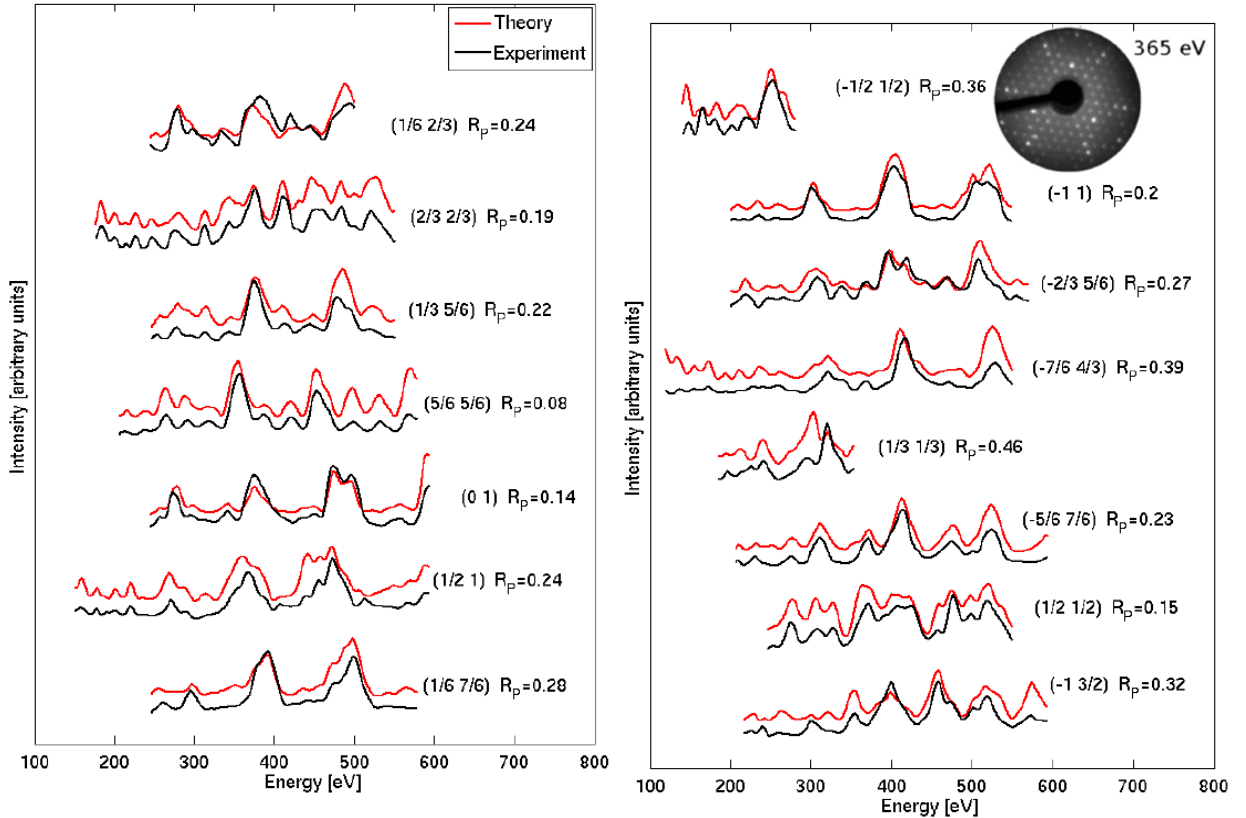 Theory
Experiment
(1/6 2/3) R_P=0.24
(2/3 2/3) R_P=0.19
(1/3 5/6) R_P=0.22
(5/6 5/6) R_P=0.08
(0 1) R_P=0.14
(1/2 1) R_P=0.24
(1/6 7/6) R_P=0.28
Intensity [arbitrary units]
100 200 300 400 500 600 700 800
Energy [eV]
365 eV
(-1/2 1/2) R_P=0.36
(-1 1) R_P=0.2
(-2/3 5/6) R_P=0.27
(-7/6 4/3) R_P=0.39
(1/3 1/3) R_P=0.46
(-5/6 7/6) R_P=0.23
(1/2 1/2) R_P=0.15
(-1 3/2) R_P=0.32
Intensity [arbitrary units]
100 200 300 400 500 600 700 800
Energy [eV]